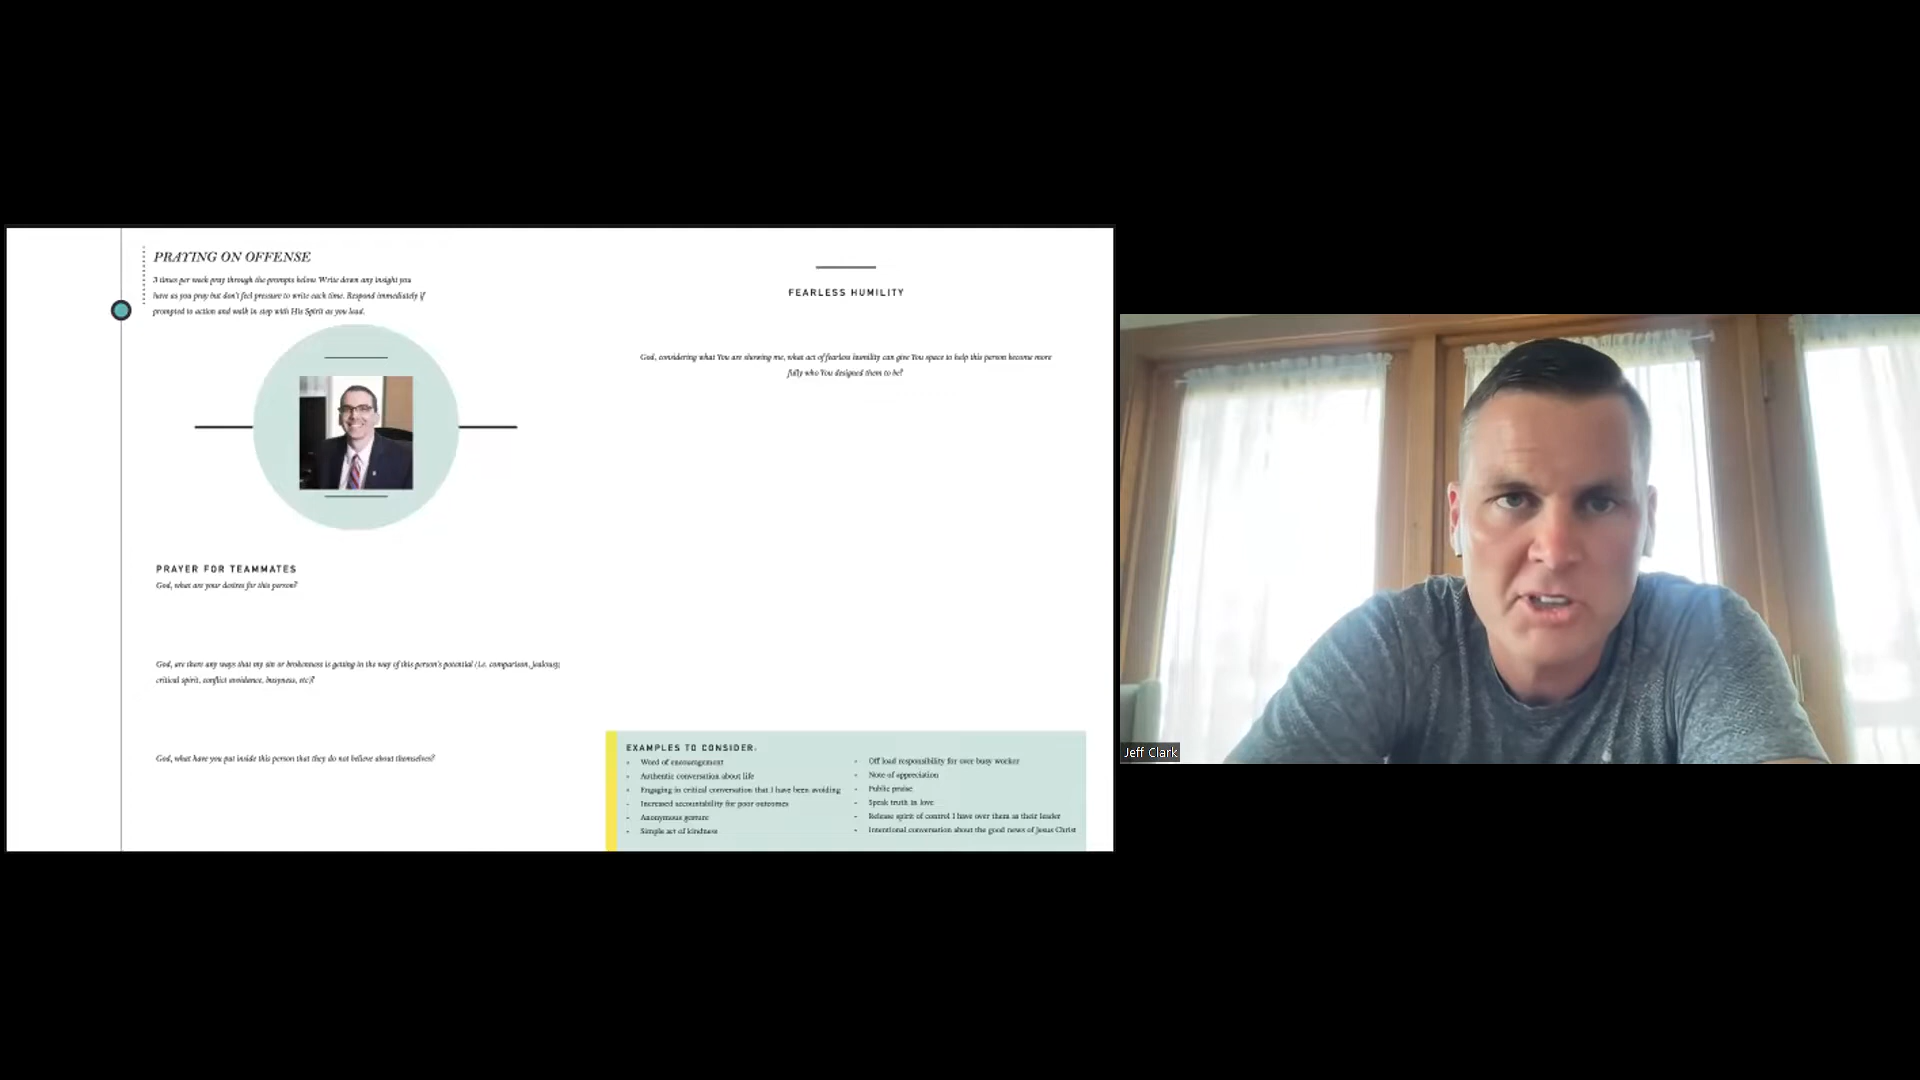 PRAYING ON OFFENSE
3 times per week pray through the prompts below. Write down any insight you
have as you pray but don't feel pressure to write each time. Respond immediately if
prompted to action and walk in step with His Spirit as you lead.
PRAYER FOR TEAMMATES
God, what are your desires for this person?
God, are there any ways that my sin or brokenness is getting in the way of this person's potential (i.e. comparison, jealousy,
critical spirit, conflict avoidance, busyness, etc)?
God, what have you put inside this person that they do not believe about themselves?
FEARLESS HUMILITY
God, considering what You are showing me, what act of fearless humility can give You space to help this person become more
fully who You designed them to be?
EXAMPLES TO CONSIDER:
- Word of encouragement
- Authentic conversation about life
- Engaging in critical conversation that I have been avoiding
- Increased accountability for poor outcomes
- Anonymous gesture
- Simple act of kindness
- Off load responsibility for over busy worker
- Note of appreciation
- Public praise
- Speak truth in love
- Release spirit of control I have over them as their leader
- Intentional conversation about the good news of Jesus Christ
Jeff Clark